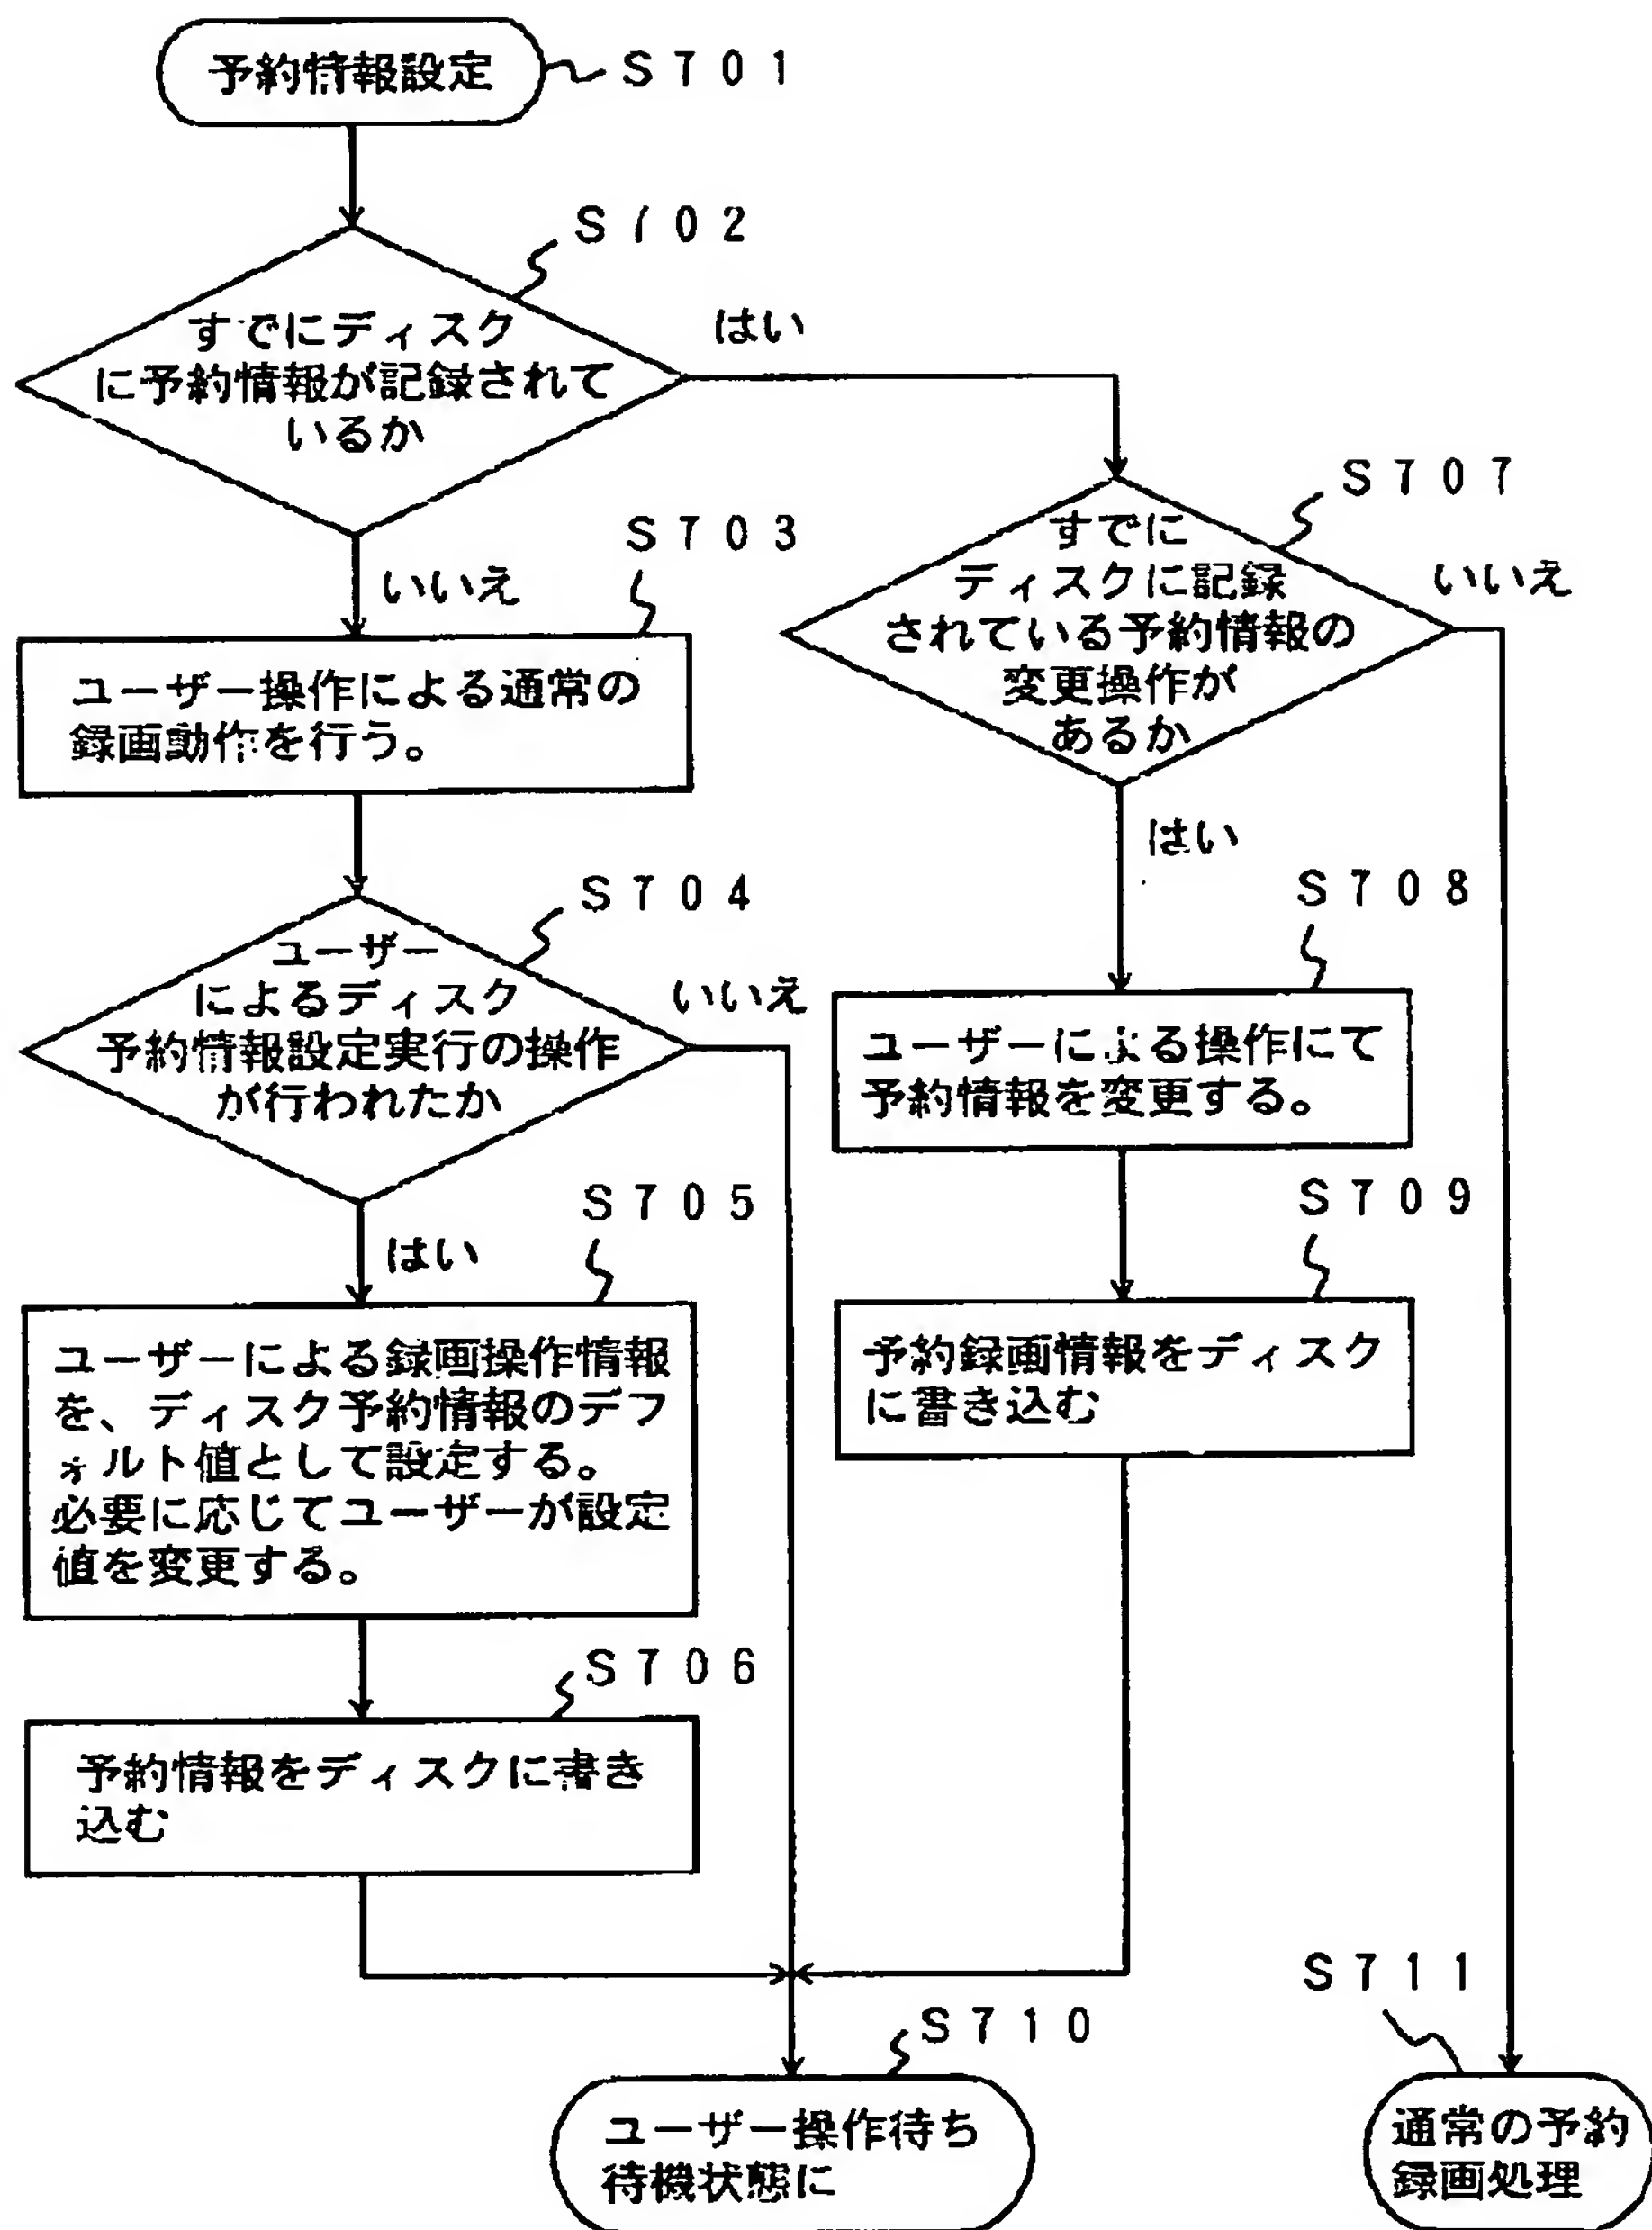 予約情報設定
S701
S702
すでにディスク
に予約情報が記録されて
いるか
はい
いいえ
S703
ユーザー操作による通常の
録画動作を行う。
S704
ユーザー
によるディスク
予約情報設定実行の操作
が行われたか
いいえ
はい
S705
ユーザーによる録画操作情報
を、ディスク予約情報のデフ
ォルト値として設定する。
必要に応じてユーザーが設定
値を変更する。
S706
予約情報をディスクに書き
込む
S707
すでに
ディスクに記録
されている予約情報の
変更操作が
あるか
いいえ
はい
S708
ユーザーによる操作にて
予約情報を変更する。
S709
予約録画情報をディスク
に書き込む
S710
ユーザー操作待ち
待機状態に
S711
通常の予約
録画処理